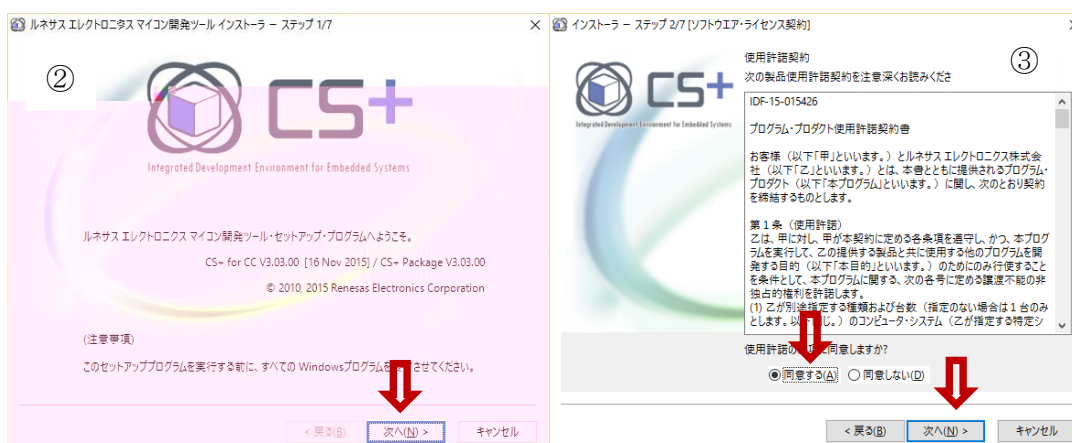 ルネサス エレクトロニクス マイコン開発ツール インストーラ － ステップ 1/7
②
CS+
Integrated Development Environment for Embedded Systems
ルネサス エレクトロニクス マイコン開発ツール・セットアップ・プログラムへようこそ。
CS+ for CC V3.03.00 [16 Nov 2015] / CS+ Package V3.03.00
© 2010, 2015 Renesas Electronics Corporation
(注意事項)
このセットアッププログラムを実行する前に、すべての Windowsプログラムを させてください。
< 戻る(B)
次へ(N) >
キャンセル
インストーラ － ステップ 2/7 [ソフトウエア・ライセンス契約]
③
CS+
Integrated Development Environment for Embedded Systems
使用許諾契約
次の製品使用許諾契約を注意深くお読みくださ
IDF-15-015426
プログラム・プロダクト使用許諾契約書
お客様（以下「甲」といいます。）とルネサス エレクトロニクス株式会
社（以下「乙」といいます。）とは、本書とともに提供されるプログラム・
プロダクト（以下「本プログラム」といいます。）に関し、次のとおり契約
を締結するものとします。
第１条（使用許諾）
乙は、甲に対し、甲が本契約に定める各条項を遵守し、かつ、本プログ
ラムを実行して、乙の提供する製品と共に使用する他のプログラムを開
発する目的（以下「本目的」といいます。）のためにのみ行使すること
を条件として、本プログラムに関する、次の各号に定める譲渡不能の非
独占的権利を許諾します。
(1) 乙が別途指定する種類および台数（指定のない場合は１台のみ
とします。以 同じ。）のコンピュータ・システム（乙が指定する特定シ
使用許諾の に同意しますか?
同意する(A)
同意しない(D)
< 戻る(B)
次へ(N) >
キャンセル